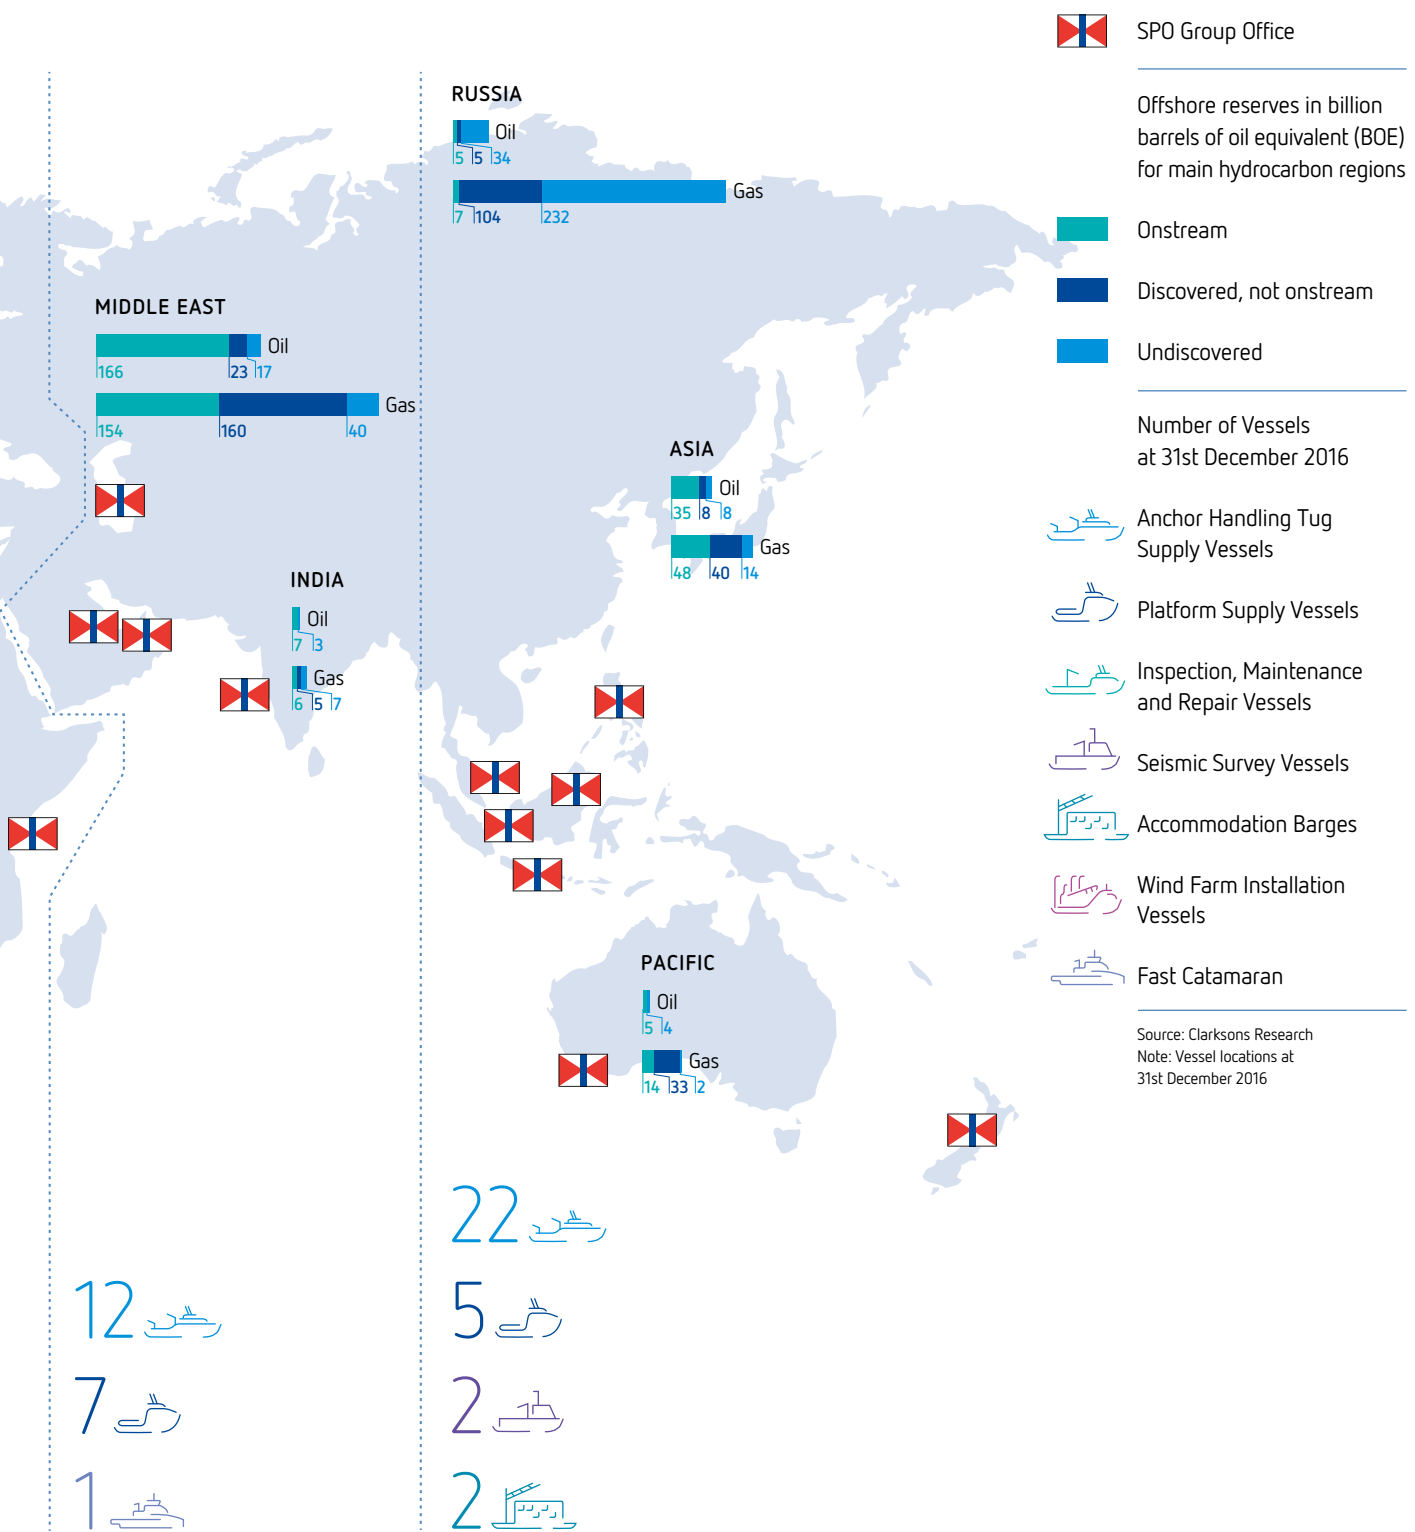 RUSSIA
Oil
5 5 34
Gas
7 104 232
MIDDLE EAST
Oil
166 23 17
Gas
154 160 40
ASIA
Oil
35 8 8
Gas
48 40 14
INDIA
Oil
7 3
Gas
6 5 7
PACIFIC
Oil
5 4
Gas
14 33 2
12
7
1
22
5
2
2
SPO Group Office
Offshore reserves in billion
barrels of oil equivalent (BOE)
for main hydrocarbon regions
Onstream
Discovered, not onstream
Undiscovered
Number of Vessels
at 31st December 2016
Anchor Handling Tug
Supply Vessels
Platform Supply Vessels
Inspection, Maintenance
and Repair Vessels
Seismic Survey Vessels
Accommodation Barges
Wind Farm Installation
Vessels
Fast Catamaran
Source: Clarksons Research
Note: Vessel locations at
31st December 2016